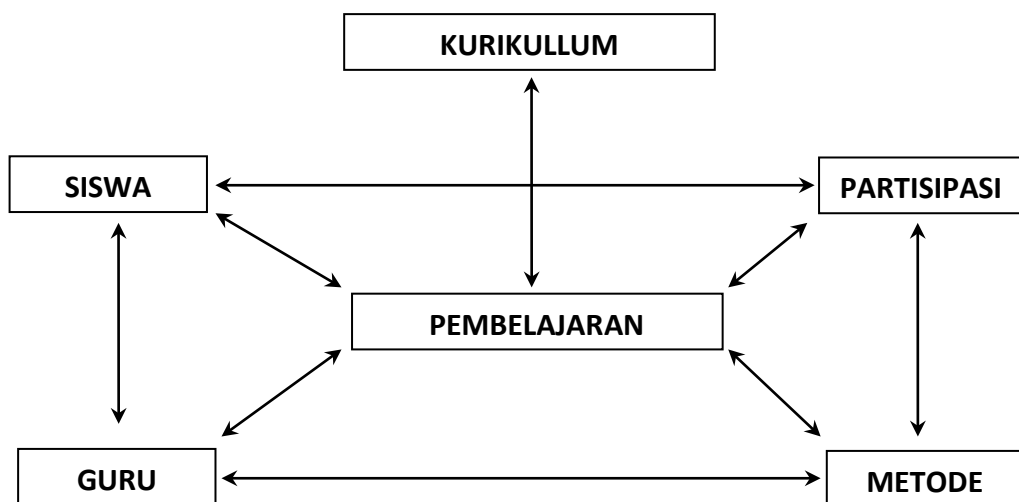 KURIKULLUM
SISWA
PARTISIPASI
PEMBELAJARAN
GURU
METODE